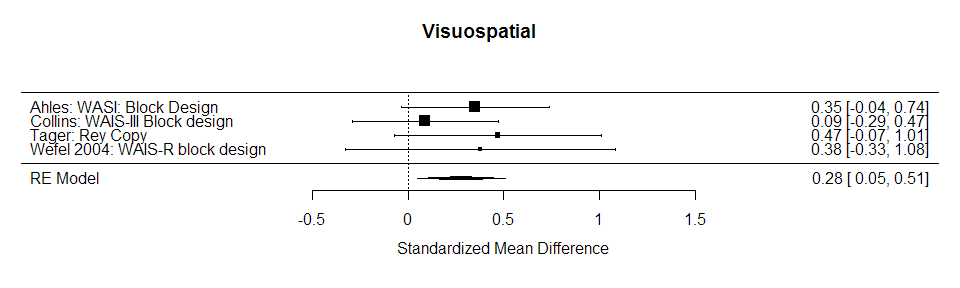 Visuospatial
Ahles: WASI: Block Design 0.35 [-0.04, 0.74]
Collins: WAIS-III Block design 0.09 [-0.29, 0.47]
Tager: Rey Copy 0.47 [-0.07, 1.01]
Wefel 2004: WAIS-R block design 0.38 [-0.33, 1.08]
RE Model 0.28 [ 0.05, 0.51]
-0.5 0 0.5 1 1.5
Standardized Mean Difference